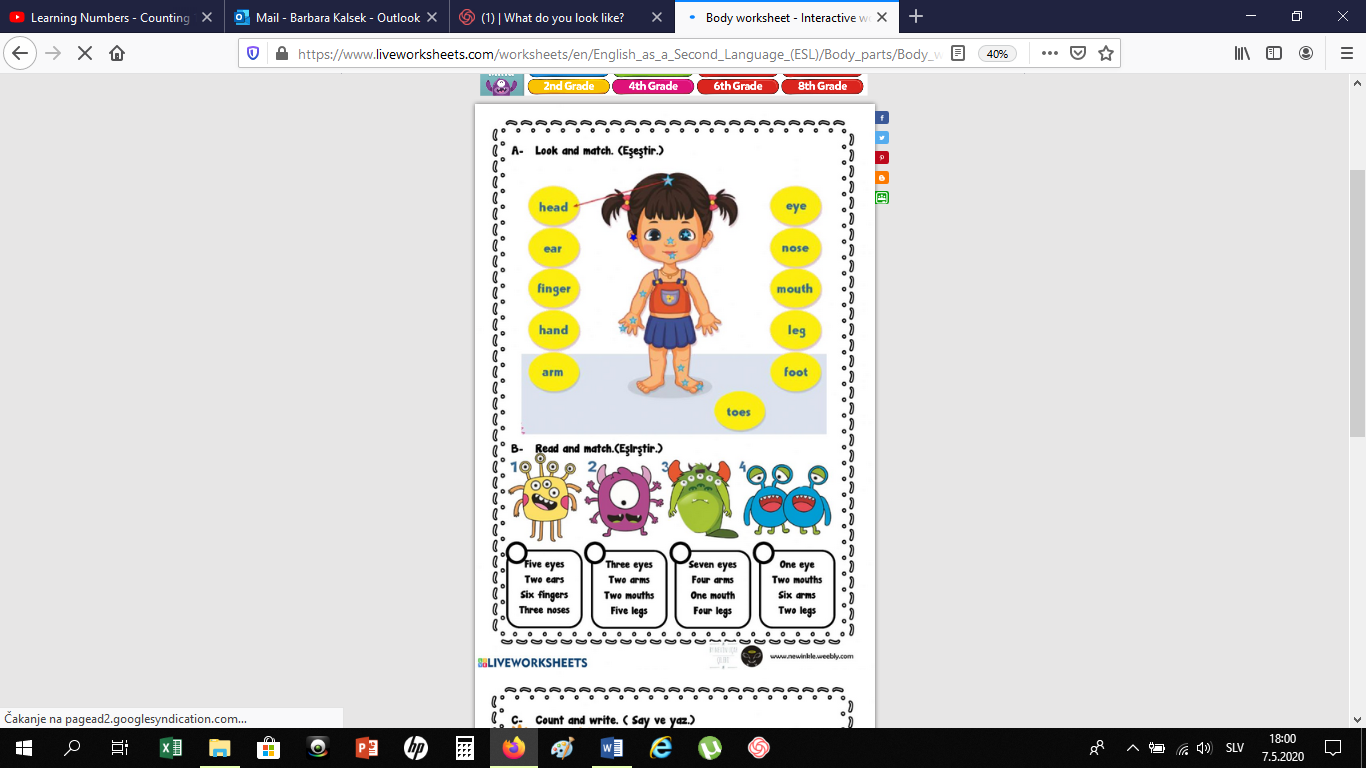 Learning Numbers - Counting
Mail - Barbara Kalsek - Outlook
(1) | What do you look like?
Body worksheet - Interactive w
https://www.liveworksheets.com/worksheets/en/English_as_a_Second_Language_(ESL)/Body_parts/Body_w
40%
2nd Grade
4th Grade
6th Grade
8th Grade
A- Look and match. (Eşeştir.)
head
eye
ear
nose
finger
mouth
hand
leg
arm
foot
toes
B- Read and match.(Eşlrştir.)
1
2
3
4
Five eyes
Two ears
Six fingers
Three noses
Three eyes
Two arms
Two mouths
Five legs
Seven eyes
Four arms
One mouth
Four legs
One eye
Two mouths
Six arms
Two legs
LIVEWORKSHEETS
www.newinkle.weebly.com
C- Count and write. ( Say ve yaz.)
Čakanje na pagead2.googlesyndication.com...
SLV
18:00
7.5.2020